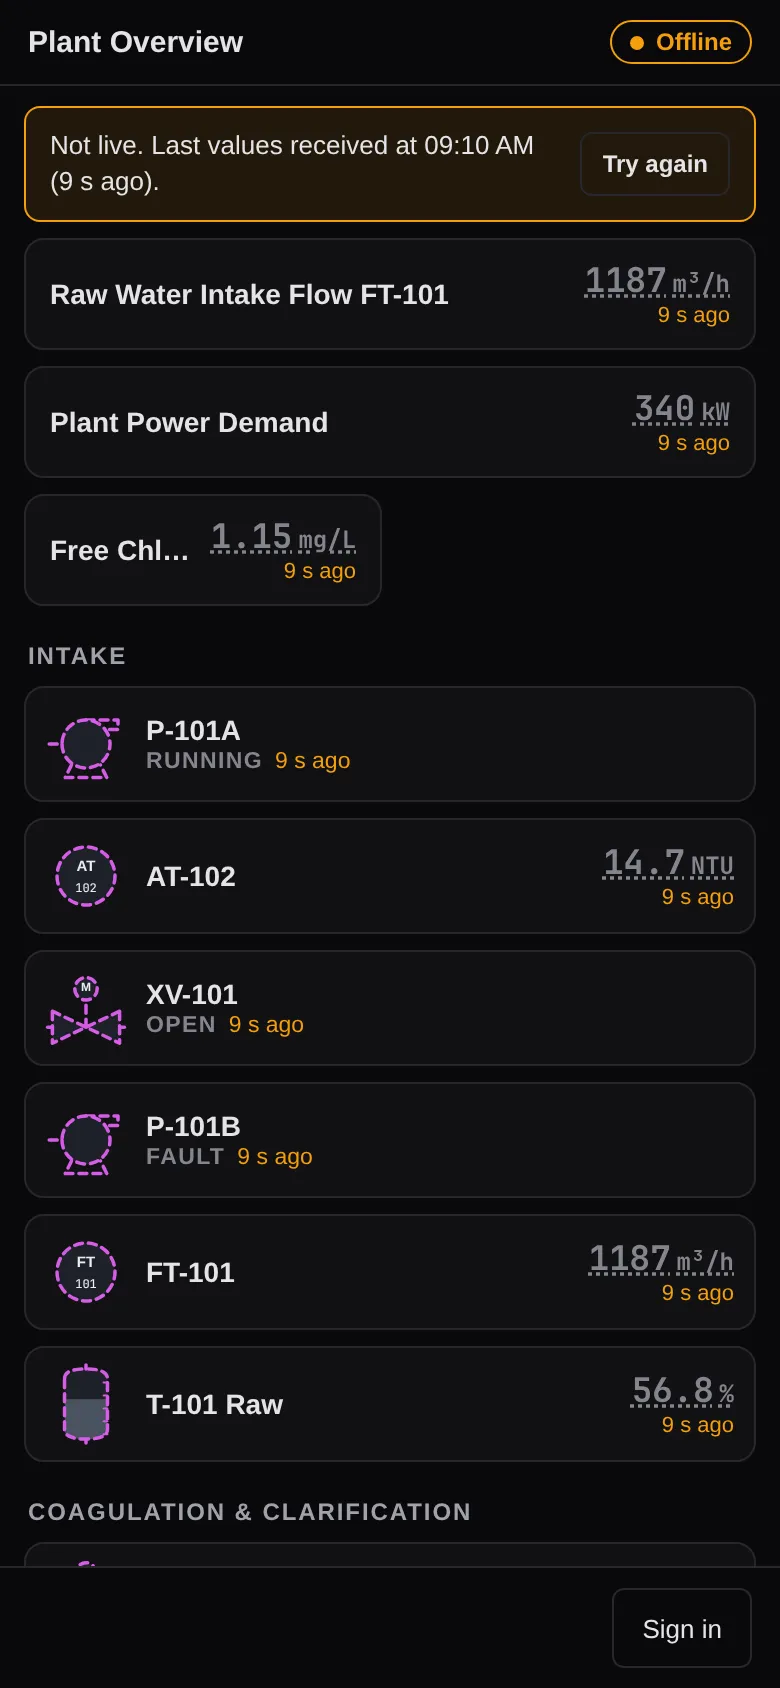 Plant Overview
Offline
Not live. Last values received at 09:10 AM
(9 s ago).
Try again
Raw Water Intake Flow FT-101
1187 m³/h
9 s ago
Plant Power Demand
340 kW
9 s ago
Free Chl…
1.15 mg/L
9 s ago
INTAKE
P-101A
RUNNING 9 s ago
AT
102
AT-102
14.7 NTU
9 s ago
M
XV-101
OPEN 9 s ago
P-101B
FAULT 9 s ago
FT
101
FT-101
1187 m³/h
9 s ago
T-101 Raw
56.8 %
9 s ago
COAGULATION & CLARIFICATION
Sign in